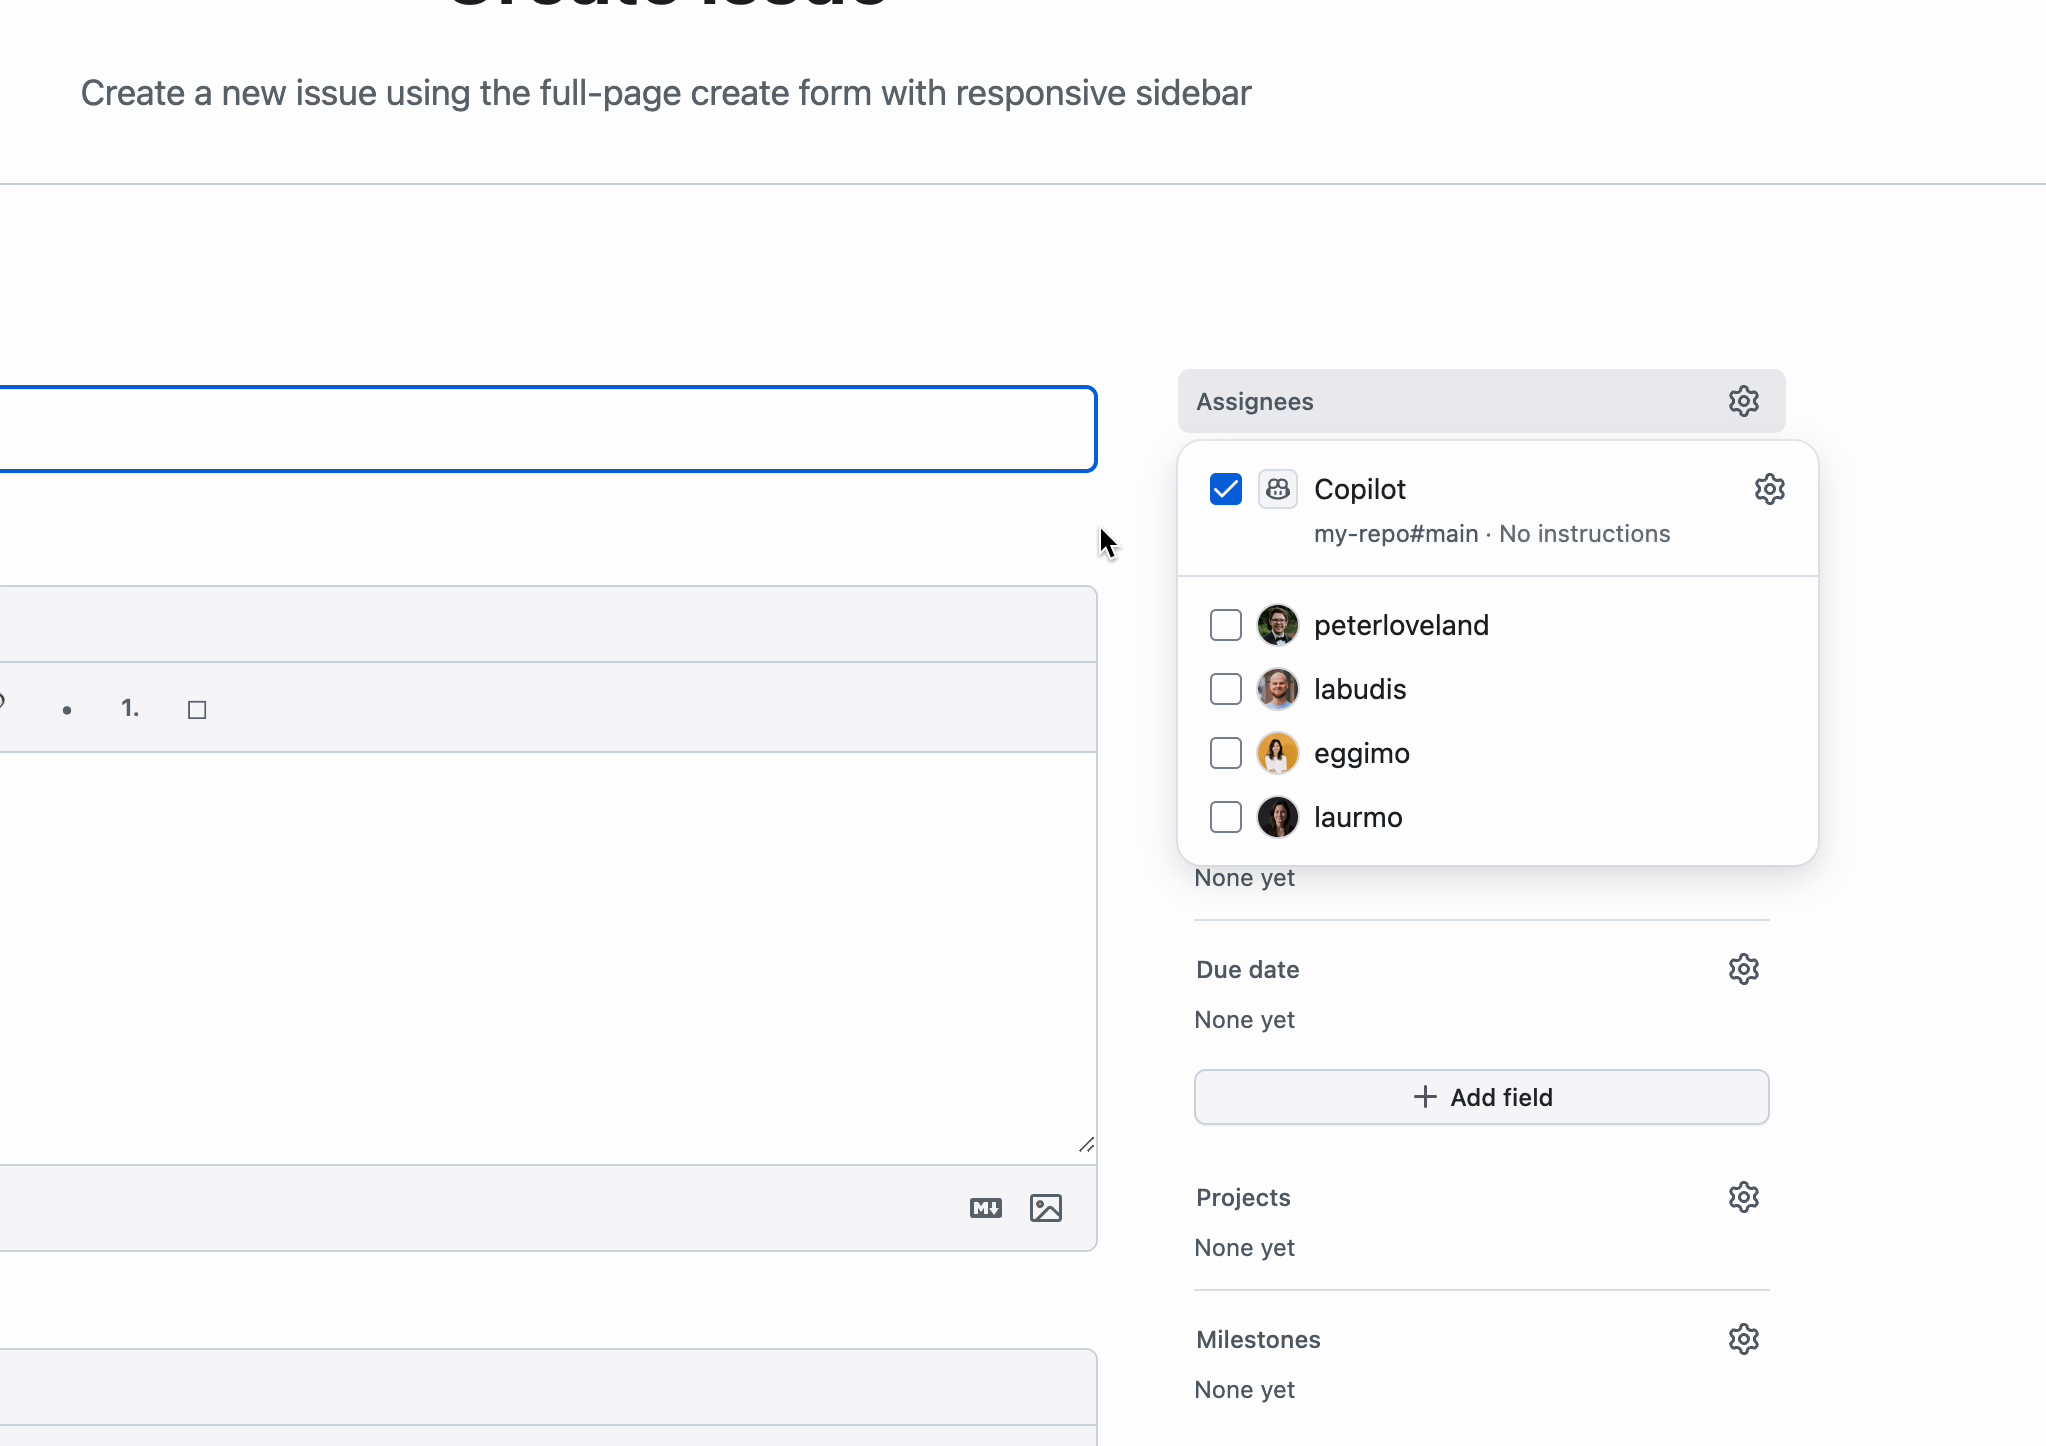 Create issue
Create a new issue using the full-page create form with responsive sidebar
Assignees
Copilot
my-repo#main · No instructions
peterloveland
labudis
eggimo
laurmo
None yet
Due date
None yet
Add field
Projects
None yet
Milestones
None yet
1.
M